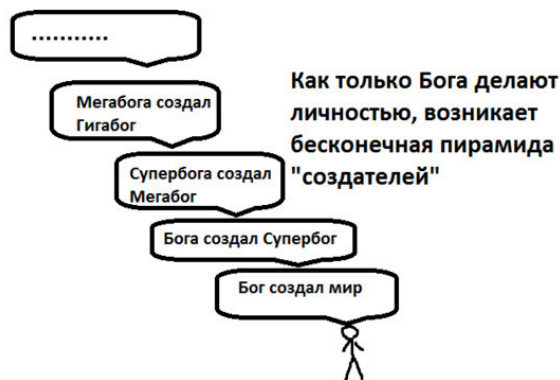 ...........
Мегабога создал
Гигабог
Супербога создал
Мегабог
Бога создал Супербог
Бог создал мир
Как только Бога делают
личностью, возникает
бесконечная пирамида
"создателей"